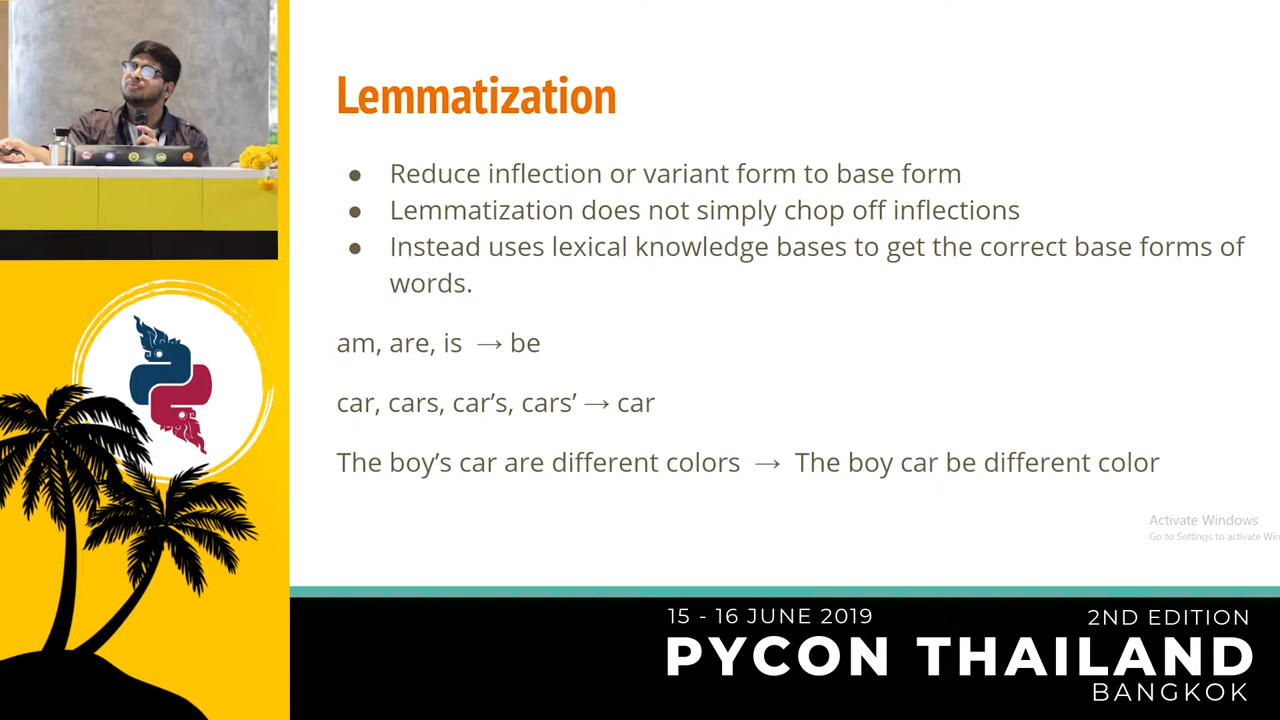 Lemmatization
● Reduce inflection or variant form to base form
● Lemmatization does not simply chop off inflections
● Instead uses lexical knowledge bases to get the correct base forms of
words.
am, are, is → be
car, cars, car’s, cars’ → car
The boy’s car are different colors → The boy car be different color
Activate Windows
Go to Settings to activate Win
15 - 16 JUNE 2019
2ND EDITION
PYCON THAILAND
BANGKOK